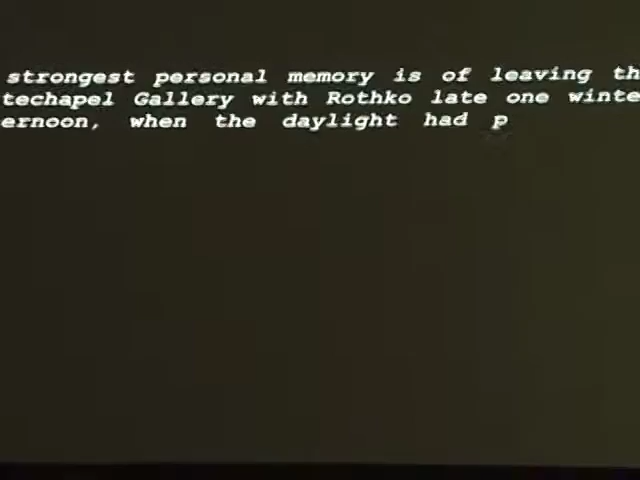 strongest personal memory is of leaving th
techapel Gallery with Rothko late one winte
ernoon, when the daylight had p